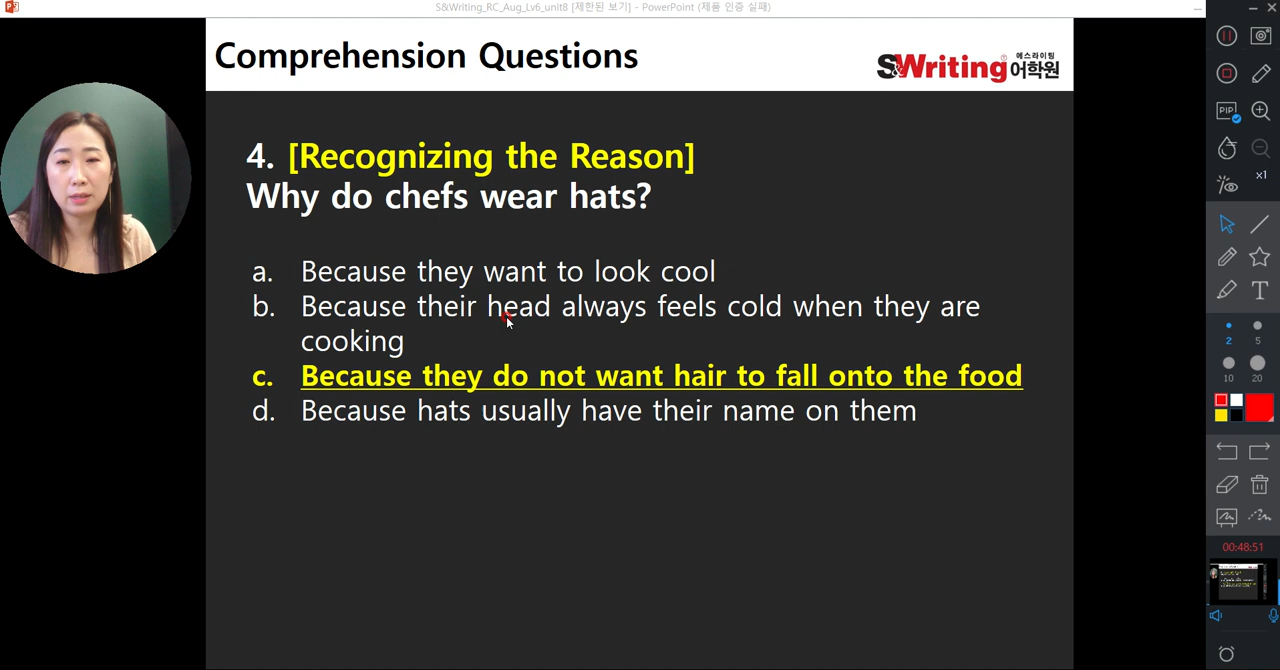 S&Writing_RC_Aug_Lv6_unit8 [제한된 보기] - PowerPoint (제품 인증 실패)
Comprehension Questions
에스라이팅
S&Writing® 어학원
4. [Recognizing the Reason]
Why do chefs wear hats?
a. Because they want to look cool
b. Because their head always feels cold when they are
cooking
c. Because they do not want hair to fall onto the food
d. Because hats usually have their name on them
PIP
x1
T
2 5
10 20
00:48:51